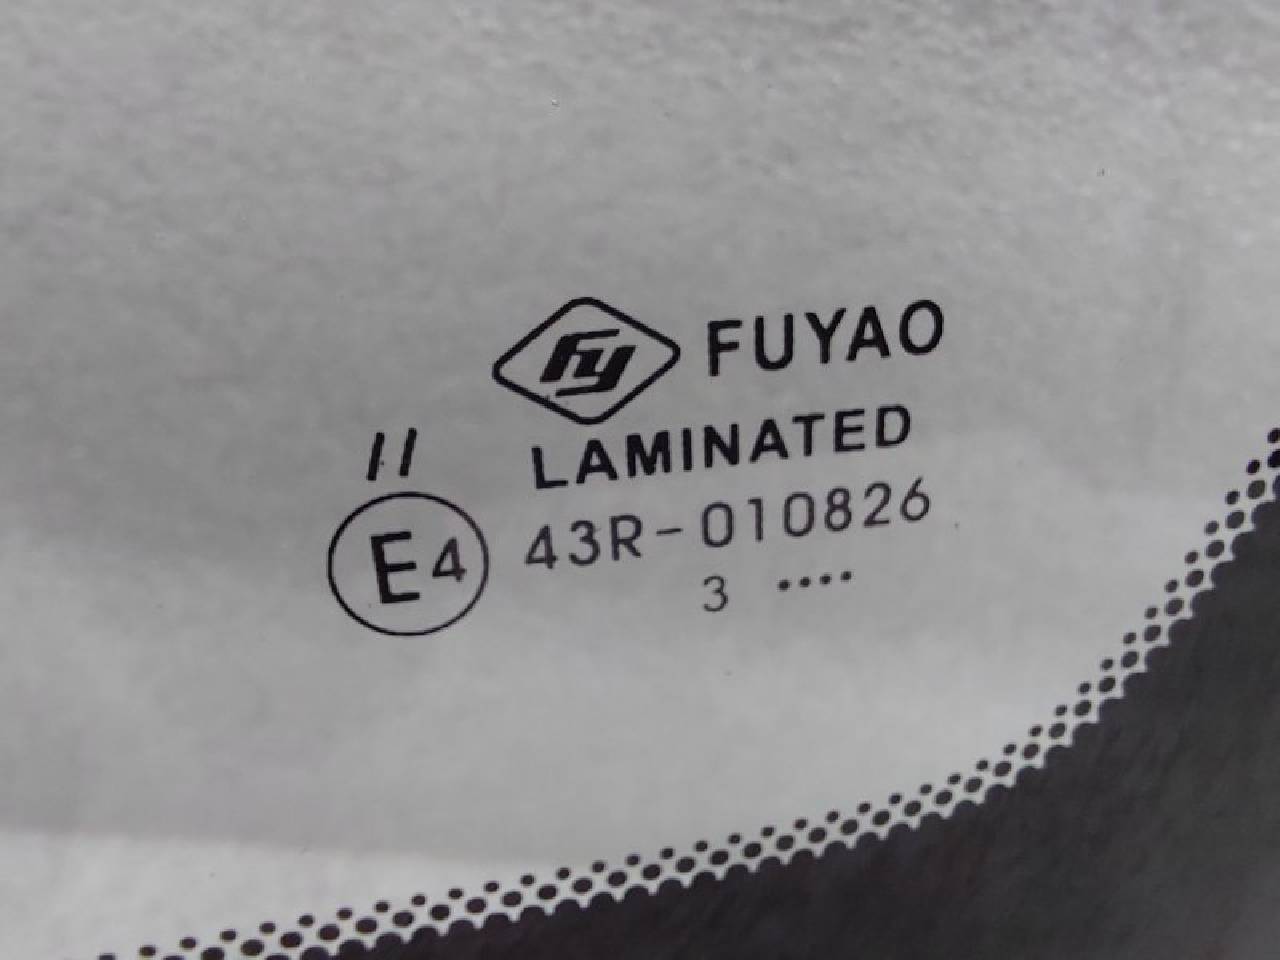 fy FUYAO
LAMINATED
II
E4 43R-010826
3 ••••